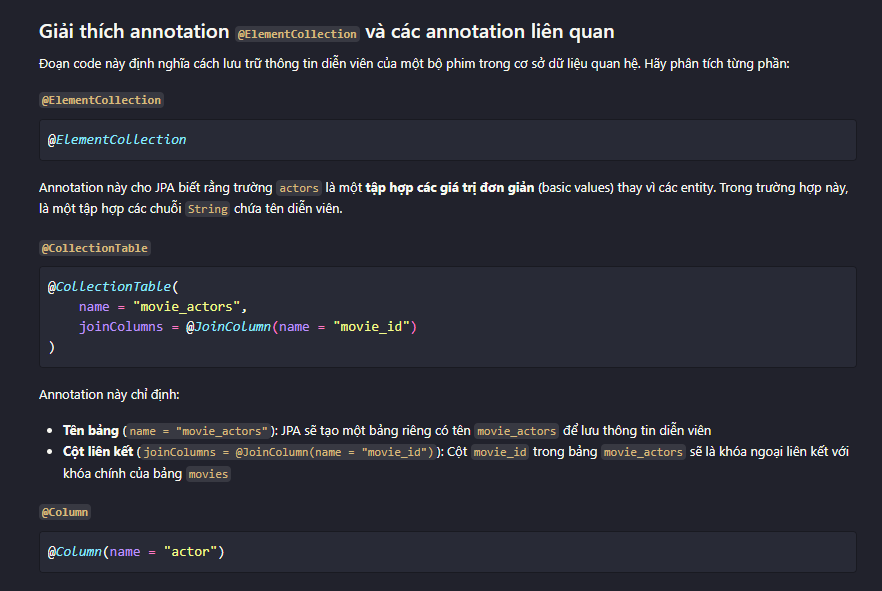 Giải thích annotation @ElementCollection và các annotation liên quan
Đoạn code này định nghĩa cách lưu trữ thông tin diễn viên của một bộ phim trong cơ sở dữ liệu quan hệ. Hãy phân tích từng phần:
@ElementCollection
@ElementCollection
Annotation này cho JPA biết rằng trường actors là một tập hợp các giá trị đơn giản (basic values) thay vì các entity. Trong trường hợp này,
là một tập hợp các chuỗi String chứa tên diễn viên.
@CollectionTable
@CollectionTable(
    name = "movie_actors",
    joinColumns = @JoinColumn(name = "movie_id")
)
Annotation này chỉ định:
• Tên bảng (name = "movie_actors"): JPA sẽ tạo một bảng riêng có tên movie_actors để lưu thông tin diễn viên
• Cột liên kết (joinColumns = @JoinColumn(name = "movie_id")): Cột movie_id trong bảng movie_actors sẽ là khóa ngoại liên kết với
khóa chính của bảng movies
@Column
@Column(name = "actor")